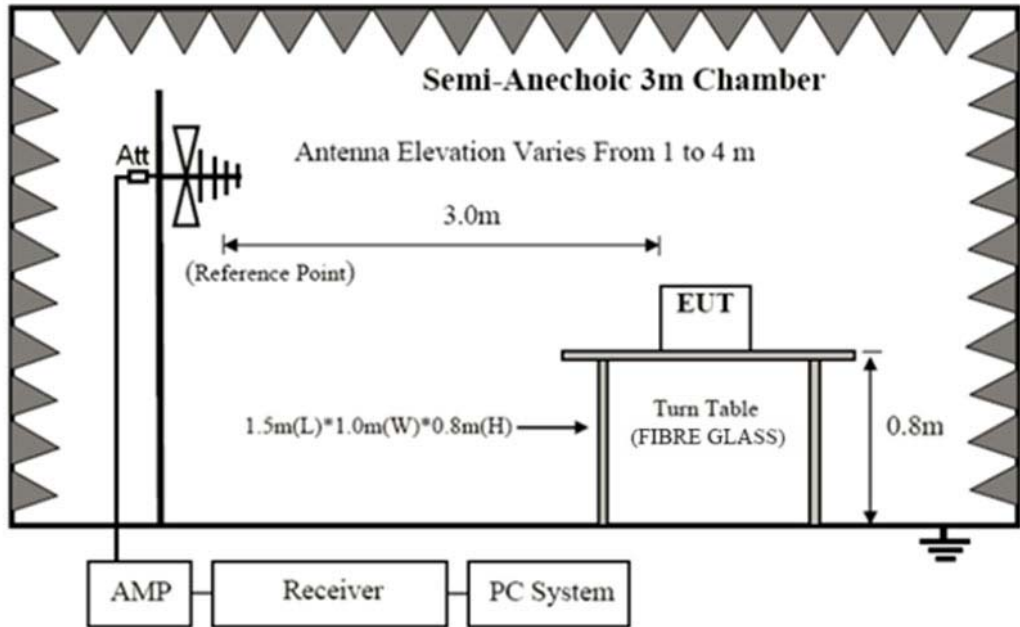 Semi-Anechoic 3m Chamber
Att
Antenna Elevation Varies From 1 to 4 m
3.0m
(Reference Point)
EUT
1.5m(L)*1.0m(W)*0.8m(H)
Turn Table
(FIBRE GLASS)
0.8m
AMP
Receiver
PC System